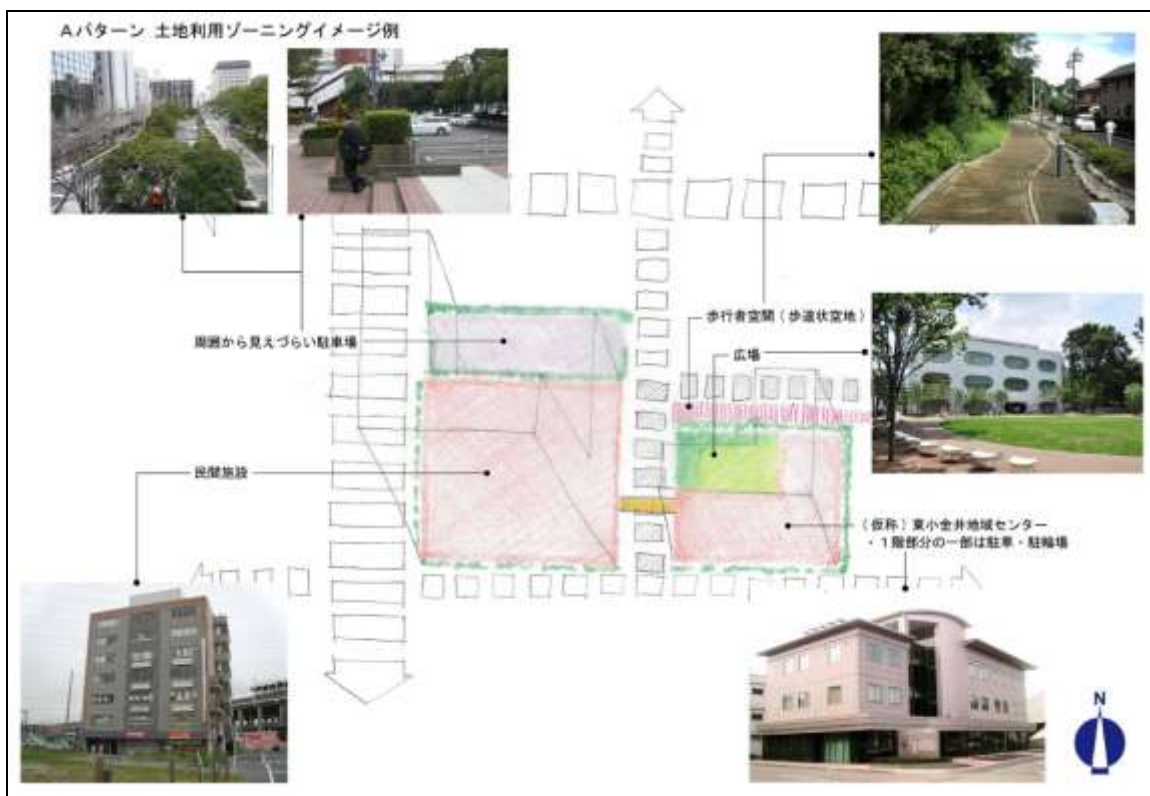 Aパターン 土地利用ゾーニングイメージ例
歩行者空間(歩道状空地)
周囲から見えづらい駐車場
広場
民間施設
(仮称)東小金井地域センター
・1階部分の一部は駐車・駐輪場
N